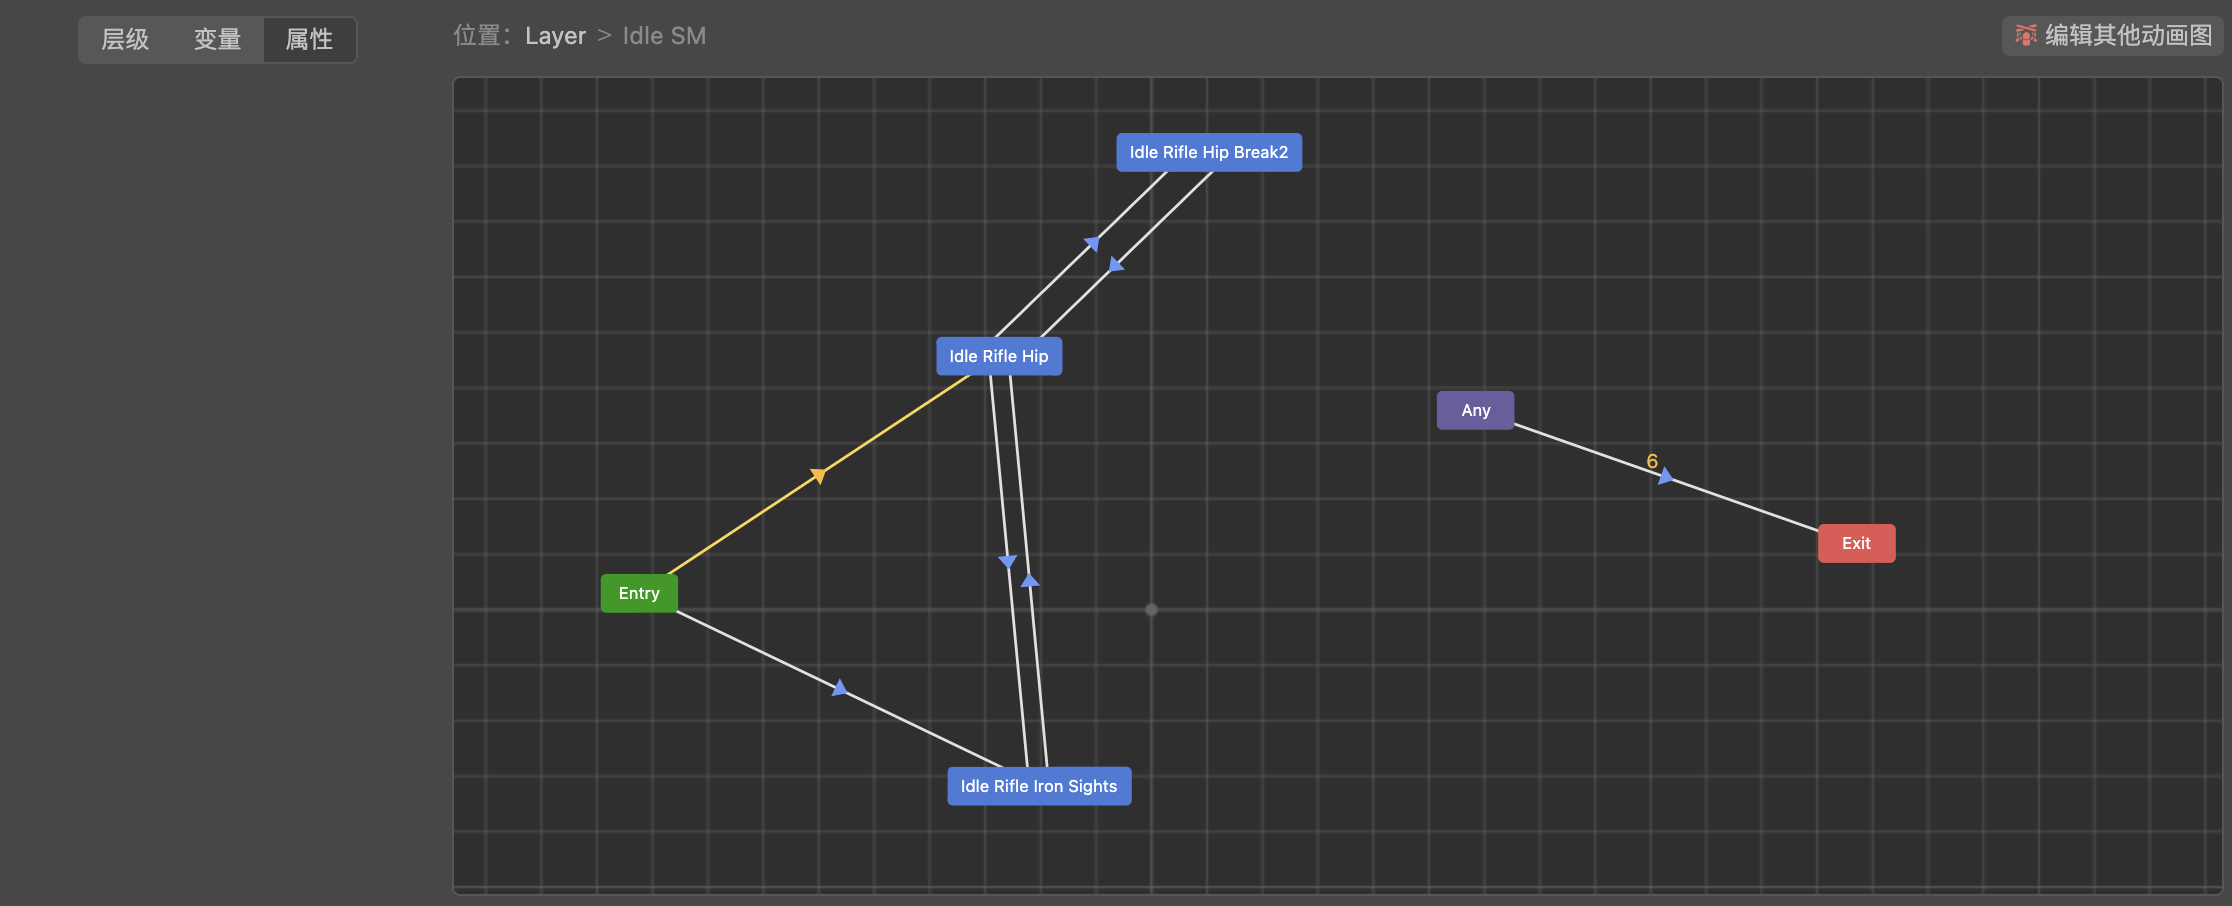 层级 变量 属性
位置：Layer > Idle SM
编辑其他动画图
Idle Rifle Hip Break2
Idle Rifle Hip
Any
6
Exit
Entry
Idle Rifle Iron Sights